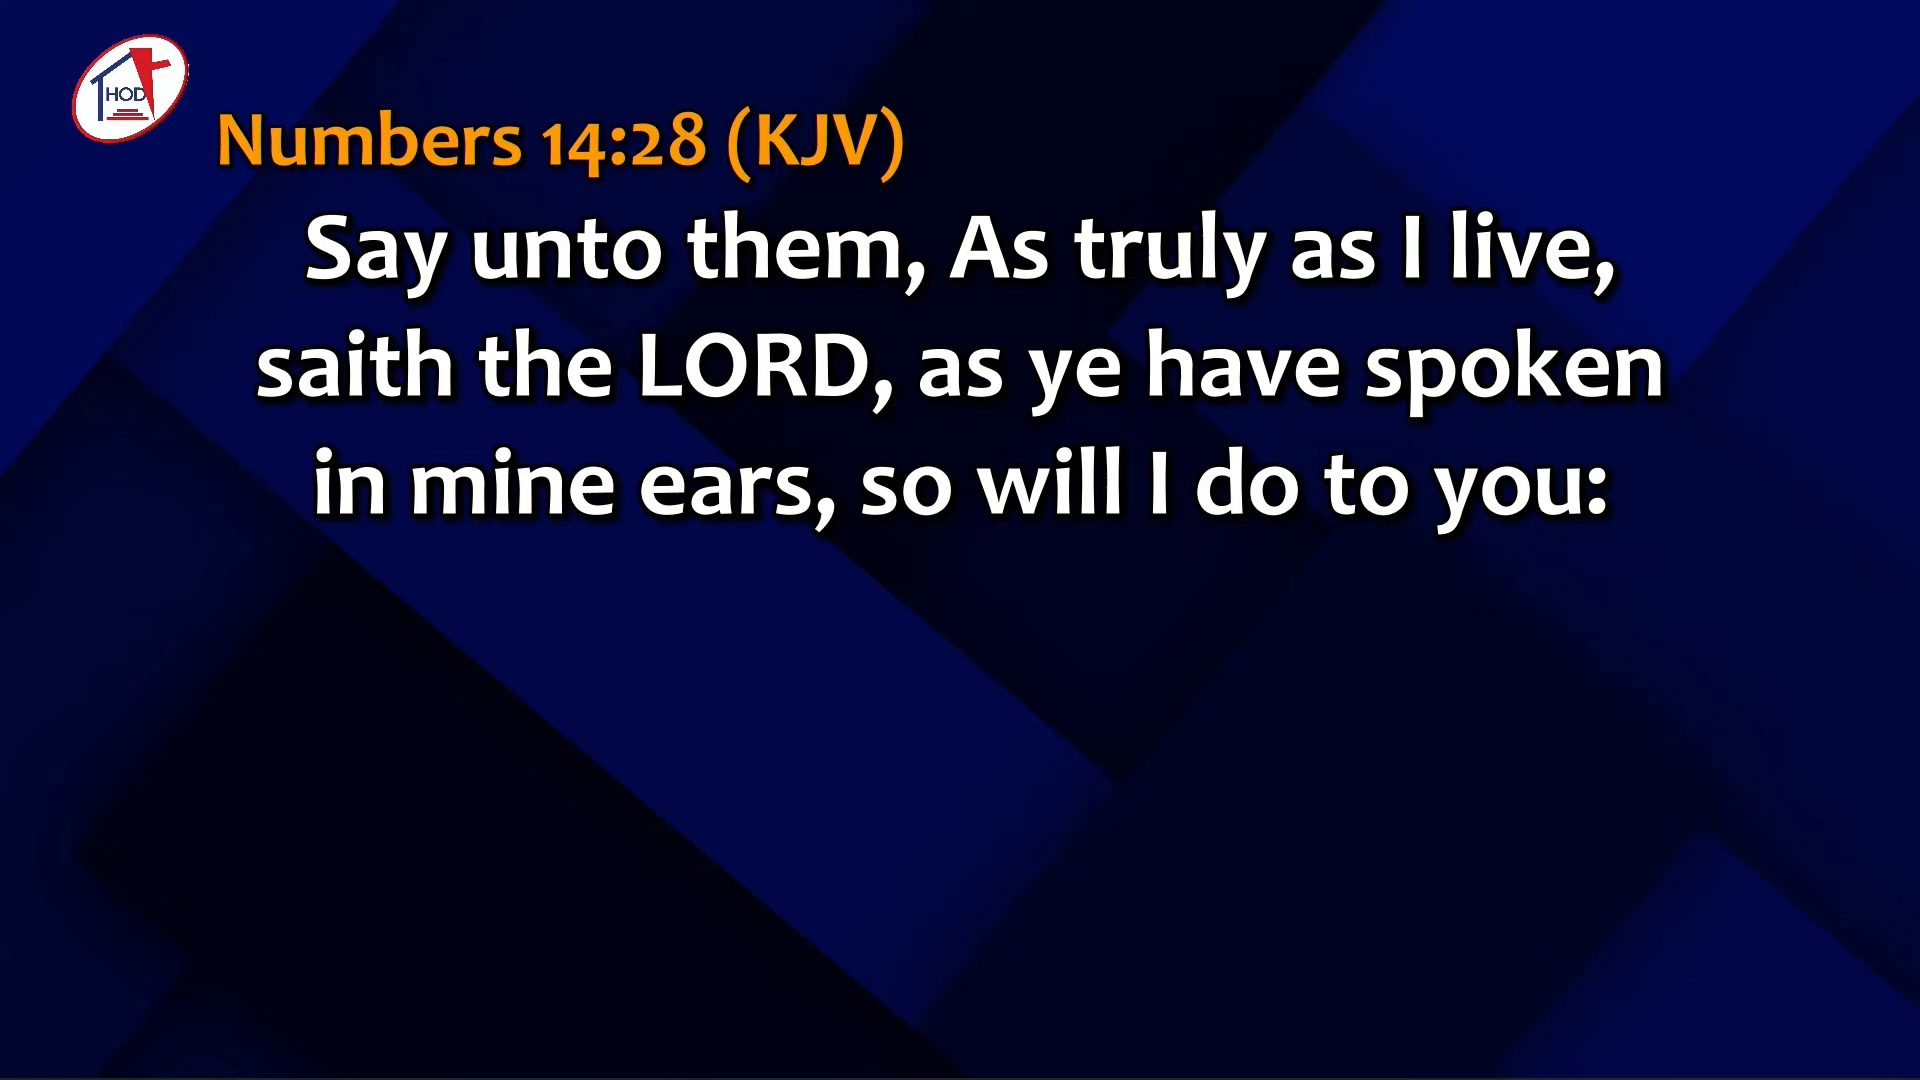 HOD
Numbers 14:28 (KJV)
Say unto them, As truly as I live,
saith the LORD, as ye have spoken
in mine ears, so will I do to you: